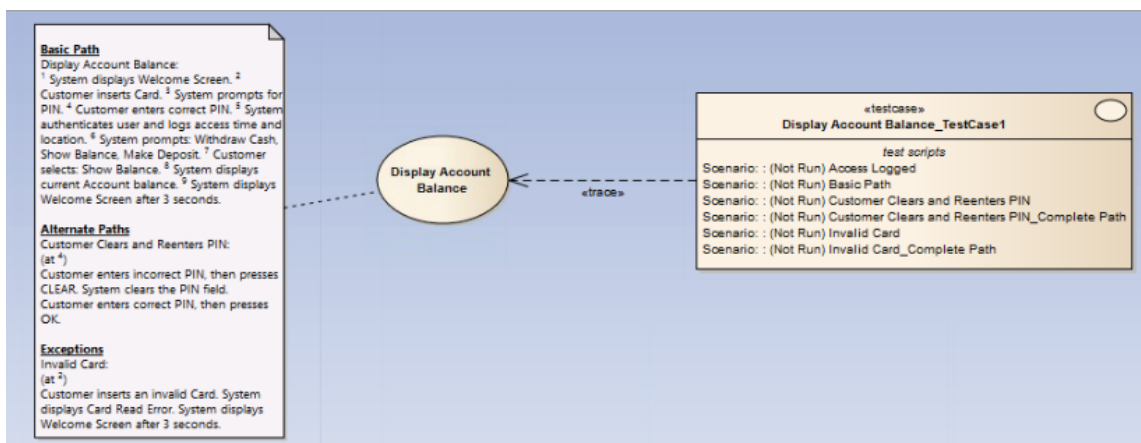 Basic Path
Display Account Balance:
¹ System displays Welcome Screen. ²
Customer inserts Card. ³ System prompts for
PIN. ⁴ Customer enters correct PIN. ⁵ System
authenticates user and logs access time and
location. ⁶ System prompts: Withdraw Cash,
Show Balance, Make Deposit. ⁷ Customer
selects: Show Balance. ⁸ System displays
current Account balance. ⁹ System displays
Welcome Screen after 3 seconds.
Alternate Paths
Customer Clears and Reenters PIN:
(at ⁴)
Customer enters incorrect PIN, then presses
CLEAR. System clears the PIN field.
Customer enters correct PIN, then presses
OK.
Exceptions
Invalid Card:
(at ²)
Customer inserts an invalid Card. System
displays Card Read Error. System displays
Welcome Screen after 3 seconds.
Display Account
Balance
«trace»
«testcase»
Display Account Balance_TestCase1
test scripts
Scenario: : (Not Run) Access Logged
Scenario: : (Not Run) Basic Path
Scenario: : (Not Run) Customer Clears and Reenters PIN
Scenario: : (Not Run) Customer Clears and Reenters PIN_Complete Path
Scenario: : (Not Run) Invalid Card
Scenario: : (Not Run) Invalid Card_Complete Path